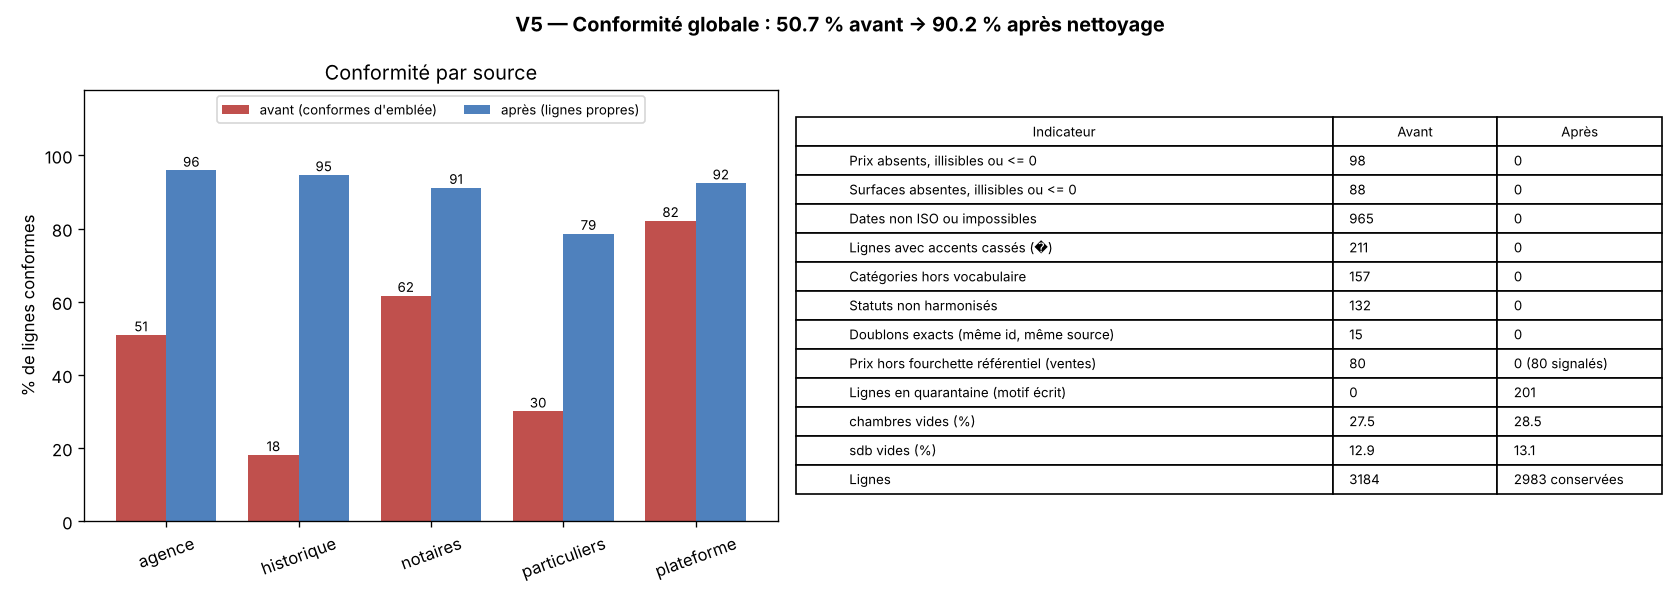 V5 — Conformité globale : 50.7 % avant → 90.2 % après nettoyage
Conformité par source
avant (conformes d'emblée) après (lignes propres)
% de lignes conformes
100
80
60
40
20
0
51 96
18 95
62 91
30 79
82 92
agence historique notaires particuliers plateforme
Indicateur Avant Après
Prix absents, illisibles ou <= 0 98 0
Surfaces absentes, illisibles ou <= 0 88 0
Dates non ISO ou impossibles 965 0
Lignes avec accents cassés (�) 211 0
Catégories hors vocabulaire 157 0
Statuts non harmonisés 132 0
Doublons exacts (même id, même source) 15 0
Prix hors fourchette référentiel (ventes) 80 0 (80 signalés)
Lignes en quarantaine (motif écrit) 0 201
chambres vides (%) 27.5 28.5
sdb vides (%) 12.9 13.1
Lignes 3184 2983 conservées